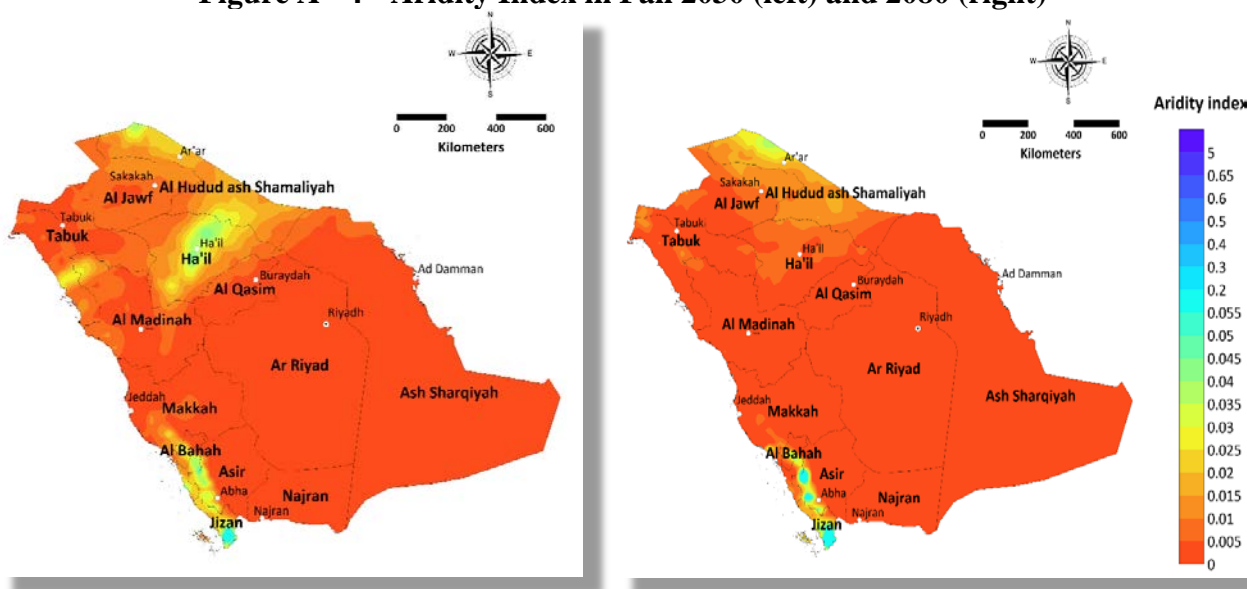 Figure A - 4 - Aridity Index in Fall 2050 (left) and 2080 (right)
N
W E
S
0 200 400 600
Kilometers
Ar'ar
Sakakah
Al Hudud ash Shamaliyah
Al Jawf
Tabuki
Tabuk
Ha'il
Ha'il
Buraydah
Ad Damman
Al Qasim
Al Madinah
Riyadh
Ar Riyad
Ash Sharqiyah
Jeddah
Makkah
Al Bahah
Asir
Abha
Najran
Najran
Jizan
N
W E
S
0 200 400 600
Kilometers
Ar'ar
Sakakah
Al Hudud ash Shamaliyah
Al Jawf
Tabuki
Tabuk
Ha'il
Ha'il
Buraydah
Ad Damman
Al Qasim
Al Madinah
Riyadh
Ar Riyad
Ash Sharqiyah
Jeddah
Makkah
Al Bahah
Asir
Abha
Najran
Najran
Jizan
Aridity index
5
0.65
0.6
0.5
0.4
0.3
0.2
0.055
0.05
0.045
0.04
0.035
0.03
0.025
0.02
0.015
0.01
0.005
0